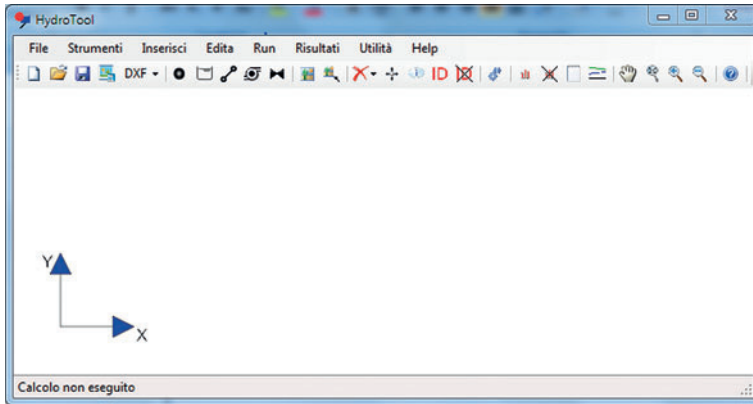 HydroTool
File Strumenti Inserisci Edita Run Risultati Utilità Help
DXF ID
Y
X
Calcolo non eseguito